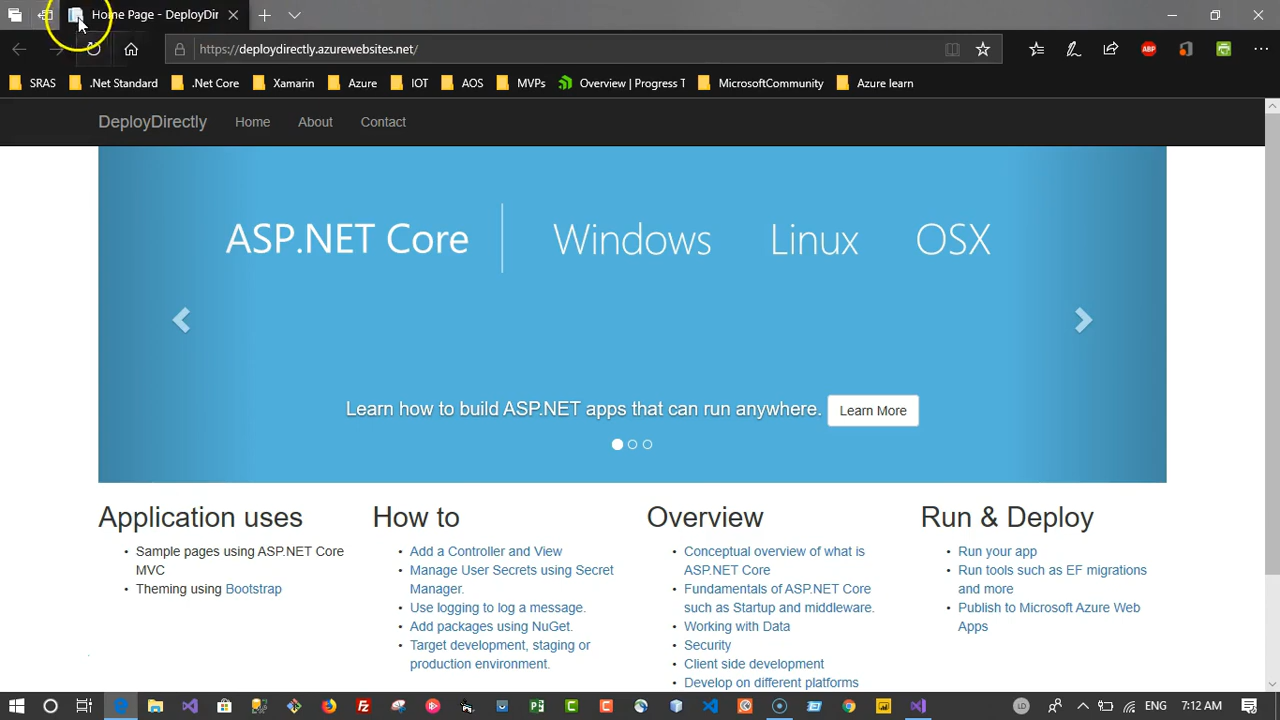 Home Page - DeployDir
https://deploydirectly.azurewebsites.net/
SRAS .Net Standard .Net Core Xamarin Azure IOT AOS MVPs Overview | Progress T MicrosoftCommunity Azure learn
ABP
DeployDirectly Home About Contact
ASP.NET Core Windows Linux OSX
Learn how to build ASP.NET apps that can run anywhere. Learn More
Application uses
• Sample pages using ASP.NET Core
MVC
• Theming using Bootstrap
How to
• Add a Controller and View
• Manage User Secrets using Secret
Manager.
• Use logging to log a message.
• Add packages using NuGet.
• Target development, staging or
production environment.
Overview
• Conceptual overview of what is
ASP.NET Core
• Fundamentals of ASP.NET Core
such as Startup and middleware.
• Working with Data
• Security
• Client side development
• Develop on different platforms
Run & Deploy
• Run your app
• Run tools such as EF migrations
and more
• Publish to Microsoft Azure Web
Apps
LD ENG 7:12 AM